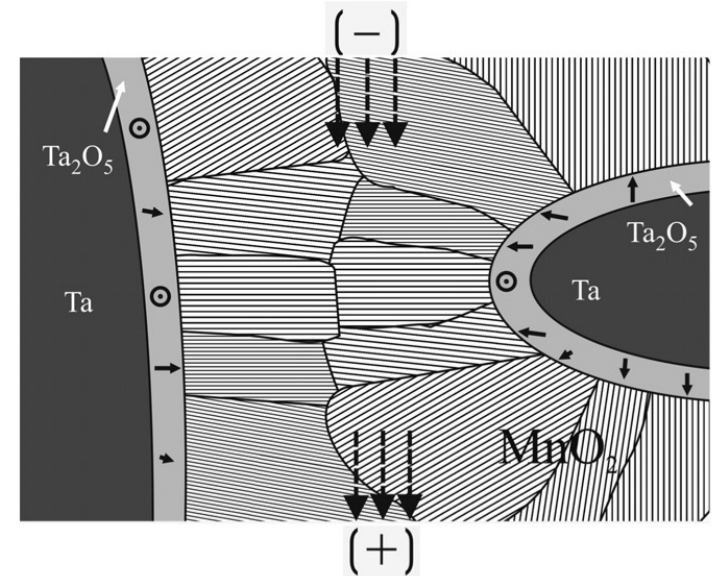 (−)
Ta₂O₅
Ta₂O₅
Ta
Ta
MnO₂
(+)